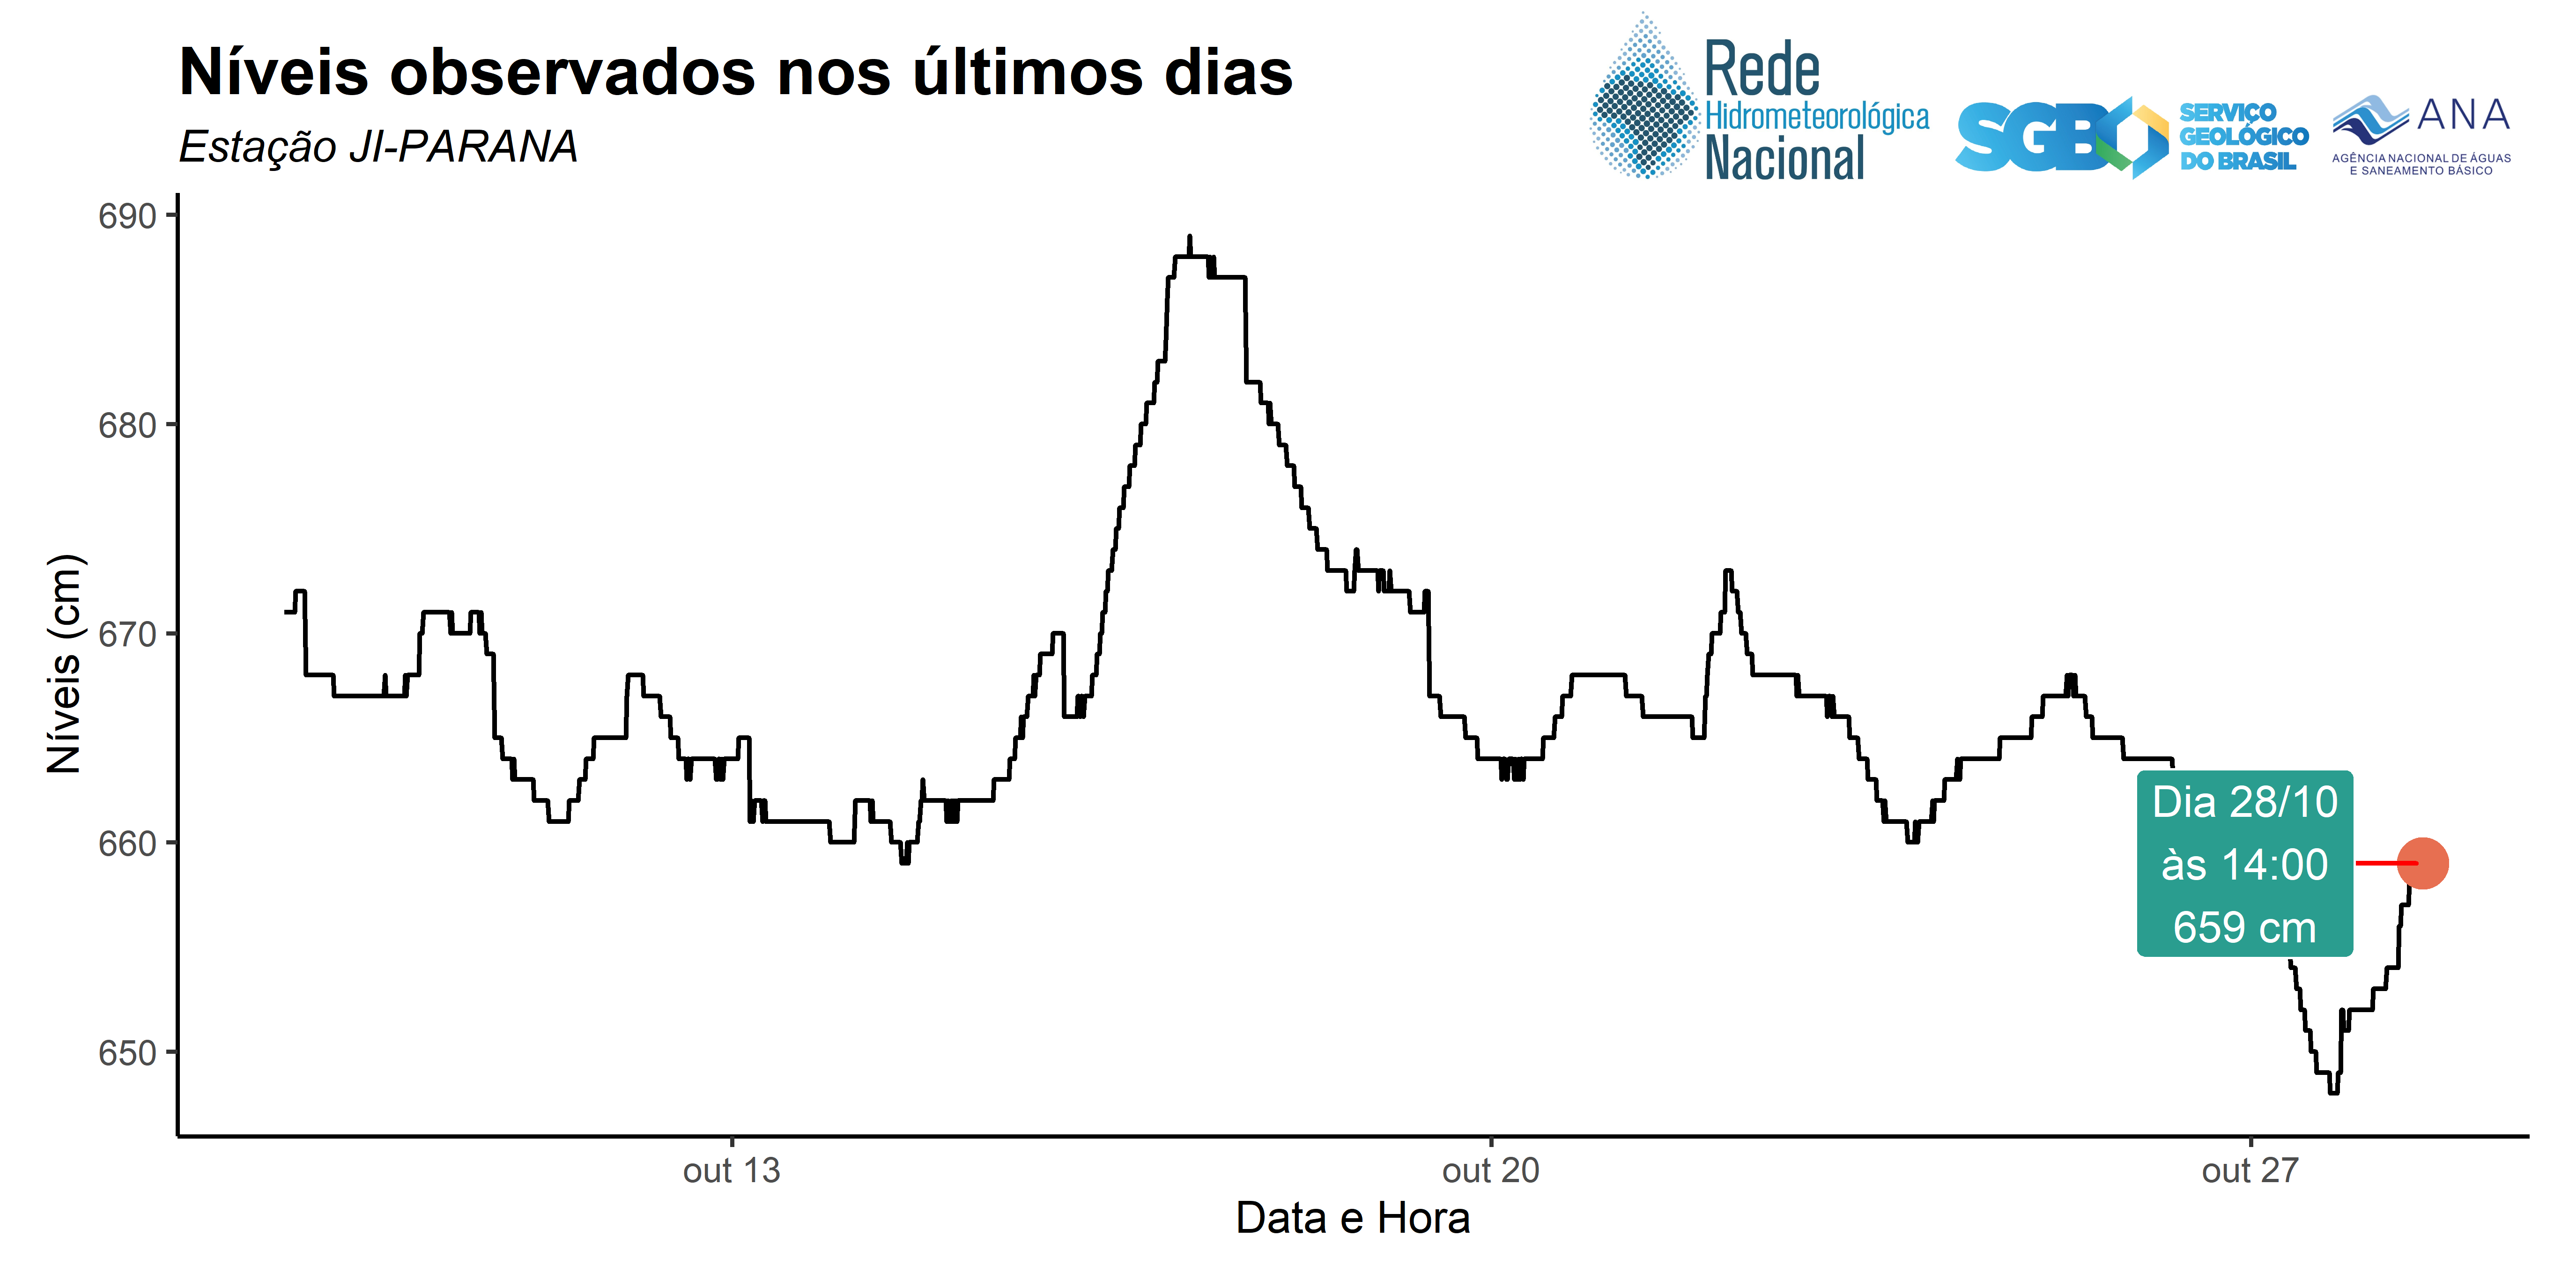 Níveis observados nos últimos dias
Estação JI-PARANA
Rede
Hidrometeorológica
Nacional
SGB
SERVIÇO
GEOLÓGICO
DO BRASIL
ANA
AGÊNCIA NACIONAL DE ÁGUAS
E SANEAMENTO BÁSICO
Níveis (cm)
690
680
670
660
650
Dia 28/10
às 14:00
659 cm
out 13
out 20
out 27
Data e Hora